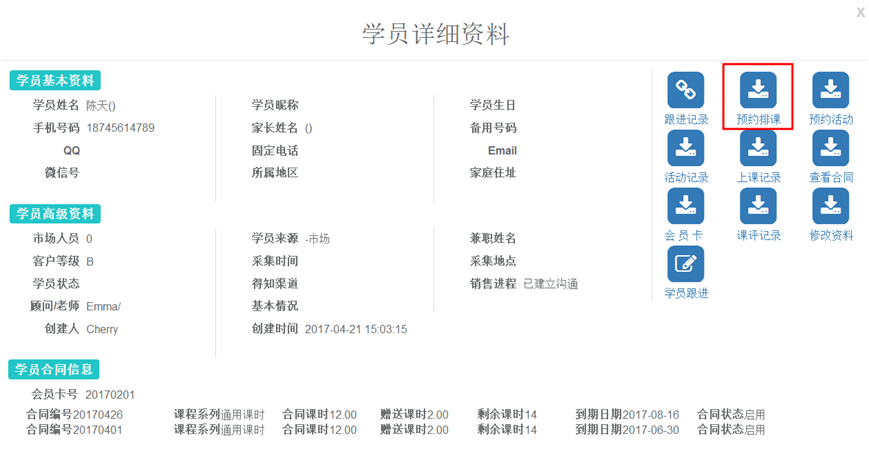 X
学员详细资料
学员基本资料
学员姓名 陈天() 学员昵称 学员生日
手机号码 18745614789 家长姓名 () 备用号码
QQ 固定电话 Email
微信号 所属地区 家庭住址
学员高级资料
市场人员 0 学员来源 -市场 兼职姓名
客户等级 B 采集时间 采集地点
学员状态 得知渠道 销售进程 已建立沟通
顾问/老师 Emma/ 基本情况
创建人 Cherry 创建时间 2017-04-21 15:03:15
跟进记录 预约排课 预约活动
活动记录 上课记录 查看合同
会 员 卡 课评记录 修改资料
学员跟进
学员合同信息
会员卡号 20170201
合同编号20170426 课程系列通用课时 合同课时12.00 赠送课时2.00 剩余课时14 到期日期2017-08-16 合同状态启用
合同编号20170401 课程系列通用课时 合同课时12.00 赠送课时2.00 剩余课时14 到期日期2017-06-30 合同状态启用